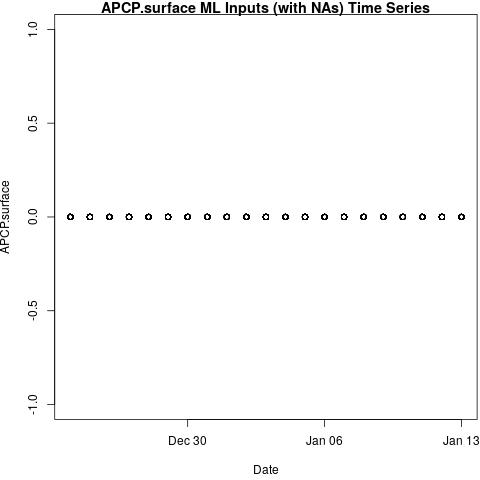 APCP.surface ML Inputs (with NAs) Time Series
1.0
0.5
0.0
-0.5
-1.0
APCP.surface
Dec 30
Jan 06
Jan 13
Date